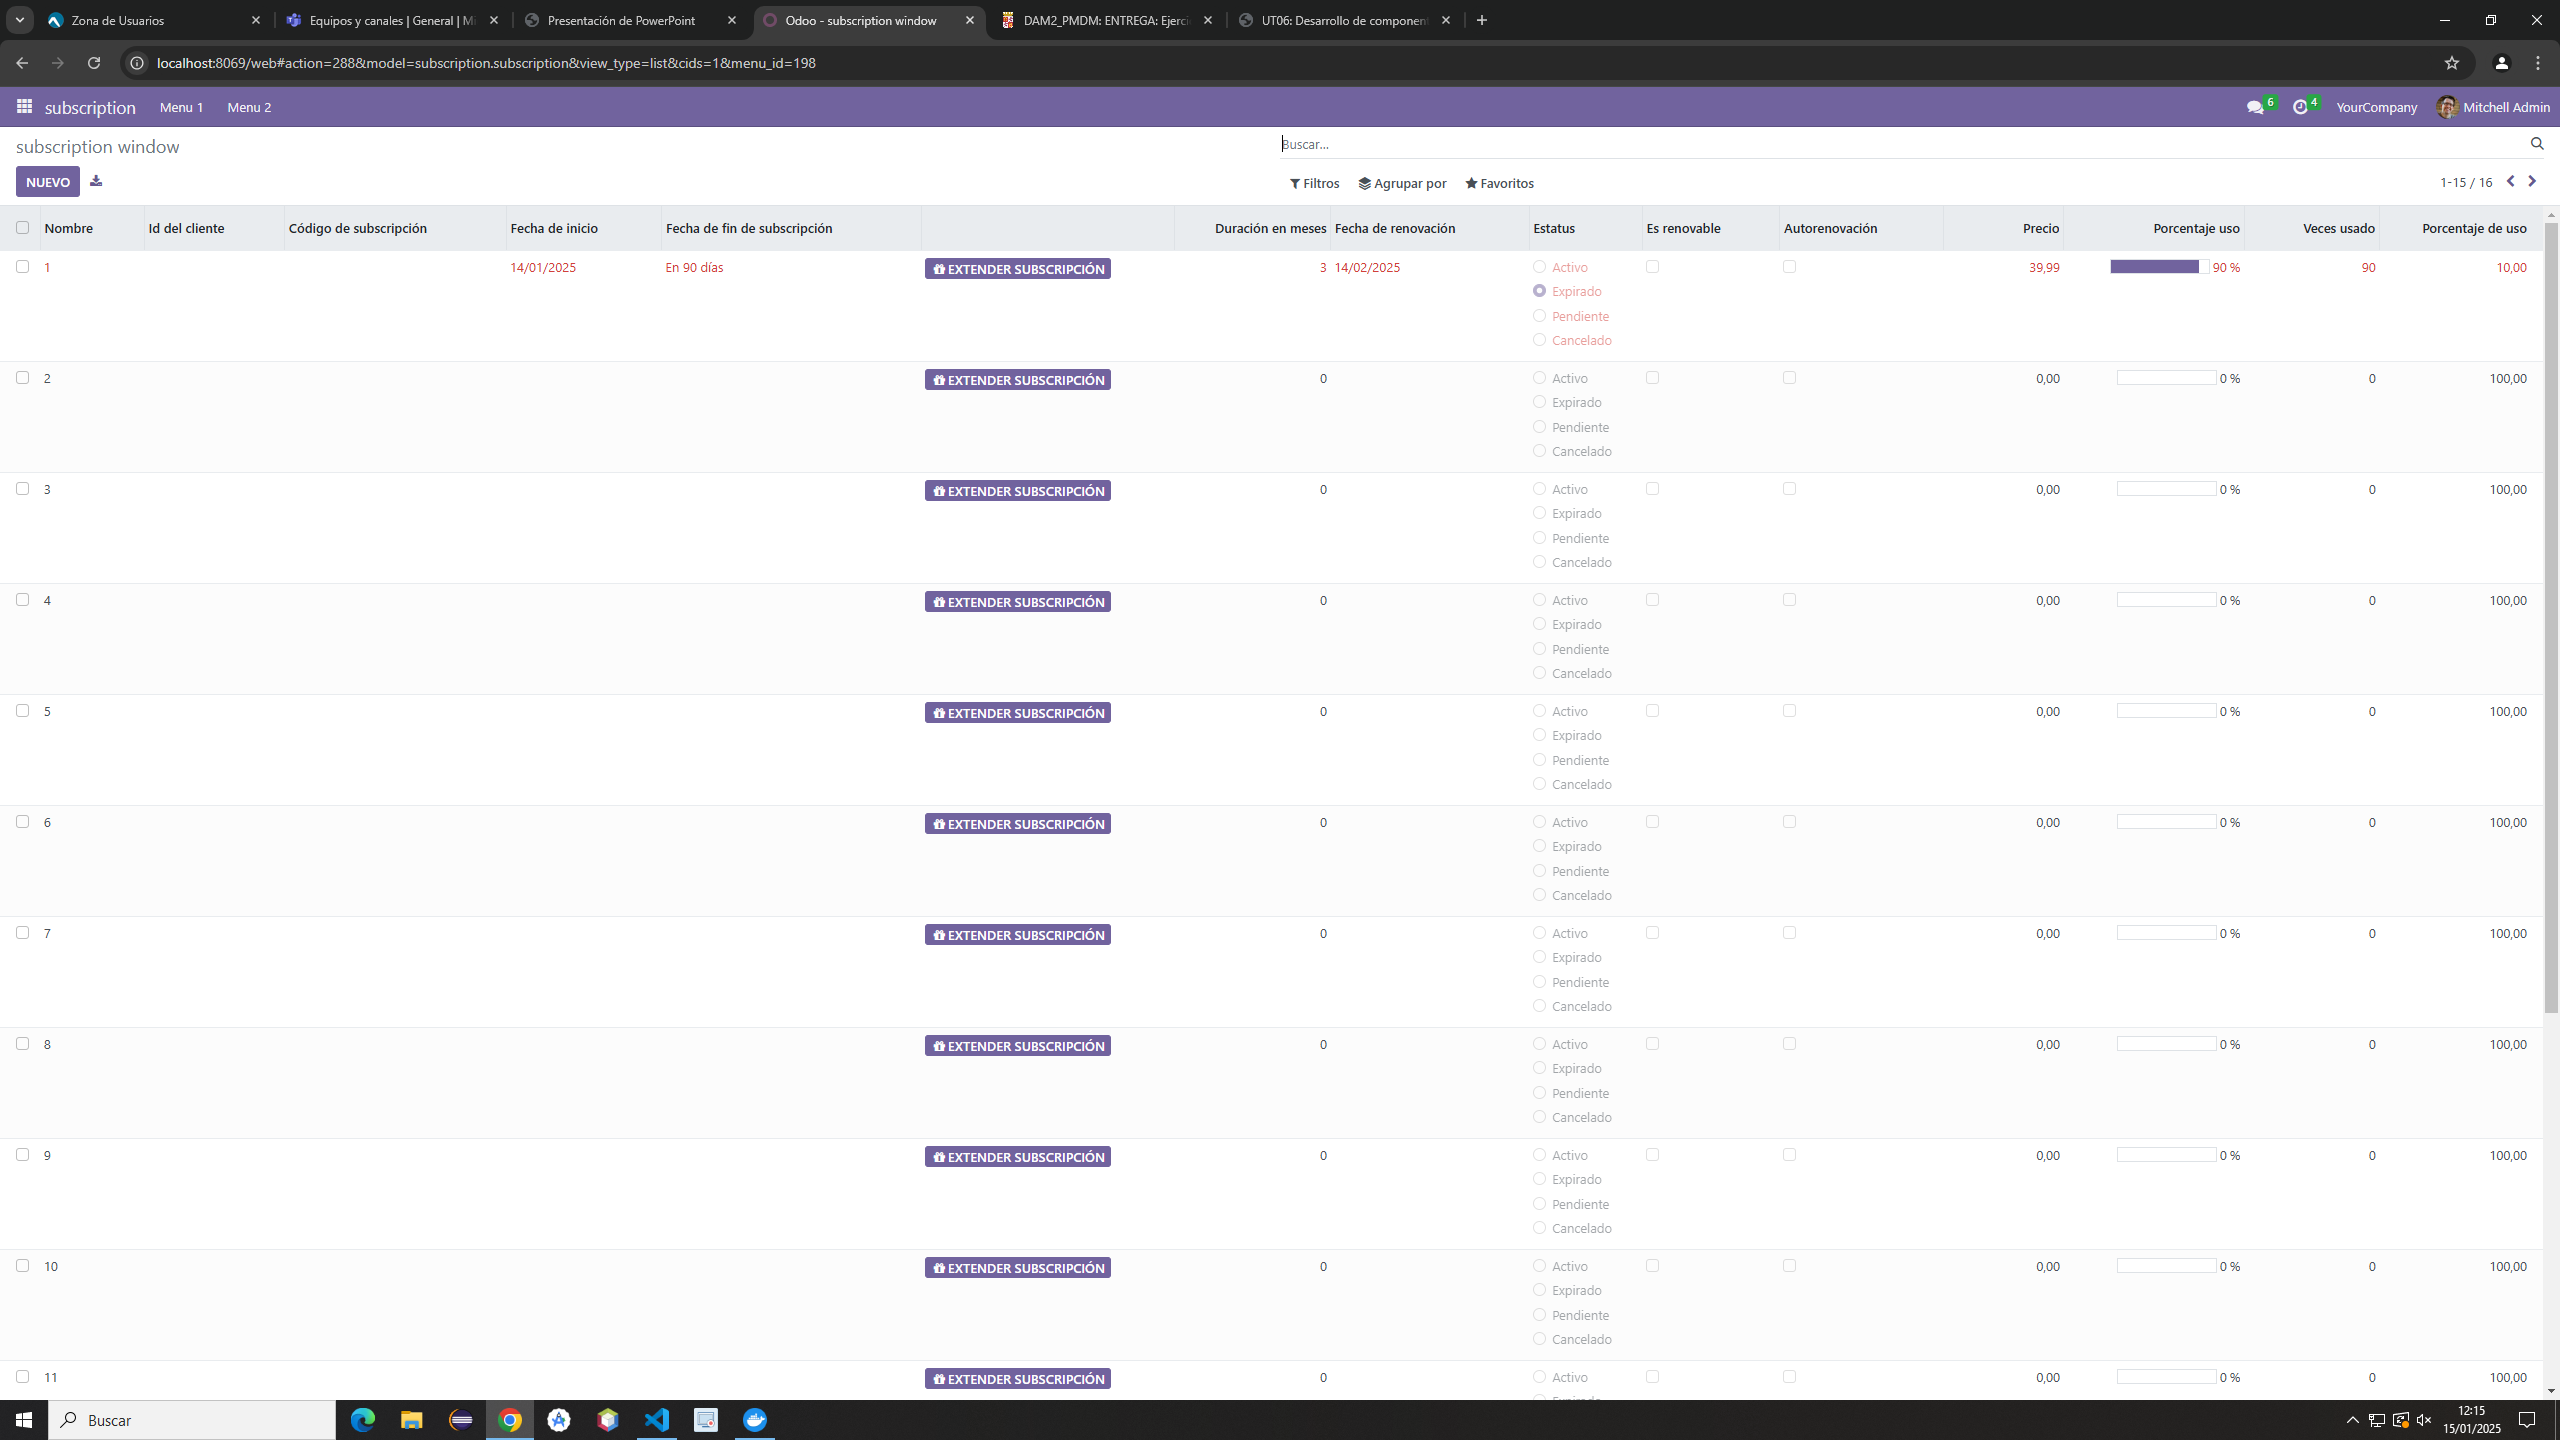 Zona de Usuarios
Equipos y canales | General | Mi
Presentación de PowerPoint
Odoo - subscription window
DAM2_PMDM: ENTREGA: Ejerci
UT06: Desarrollo de component
localhost:8069/web#action=288&model=subscription.subscription&view_type=list&cids=1&menu_id=198
subscription Menu 1 Menu 2 6 4 YourCompany Mitchell Admin
subscription window
Buscar...
NUEVO
Filtros Agrupar por Favoritos 1-15 / 16
Nombre Id del cliente Código de subscripción Fecha de inicio Fecha de fin de subscripción Duración en meses Fecha de renovación Estatus Es renovable Autorenovación Precio Porcentaje uso Veces usado Porcentaje de uso
1 14/01/2025 En 90 días EXTENDER SUBSCRIPCIÓN 3 14/02/2025 Activo 39,99 90 % 90 10,00
Expirado
Pendiente
Cancelado
2 EXTENDER SUBSCRIPCIÓN 0 Activo 0,00 0 % 0 100,00
Expirado
Pendiente
Cancelado
3 EXTENDER SUBSCRIPCIÓN 0 Activo 0,00 0 % 0 100,00
Expirado
Pendiente
Cancelado
4 EXTENDER SUBSCRIPCIÓN 0 Activo 0,00 0 % 0 100,00
Expirado
Pendiente
Cancelado
5 EXTENDER SUBSCRIPCIÓN 0 Activo 0,00 0 % 0 100,00
Expirado
Pendiente
Cancelado
6 EXTENDER SUBSCRIPCIÓN 0 Activo 0,00 0 % 0 100,00
Expirado
Pendiente
Cancelado
7 EXTENDER SUBSCRIPCIÓN 0 Activo 0,00 0 % 0 100,00
Expirado
Pendiente
Cancelado
8 EXTENDER SUBSCRIPCIÓN 0 Activo 0,00 0 % 0 100,00
Expirado
Pendiente
Cancelado
9 EXTENDER SUBSCRIPCIÓN 0 Activo 0,00 0 % 0 100,00
Expirado
Pendiente
Cancelado
10 EXTENDER SUBSCRIPCIÓN 0 Activo 0,00 0 % 0 100,00
Expirado
Pendiente
Cancelado
11 EXTENDER SUBSCRIPCIÓN 0 Activo 0,00 0 % 0 100,00
Buscar
12:15
15/01/2025